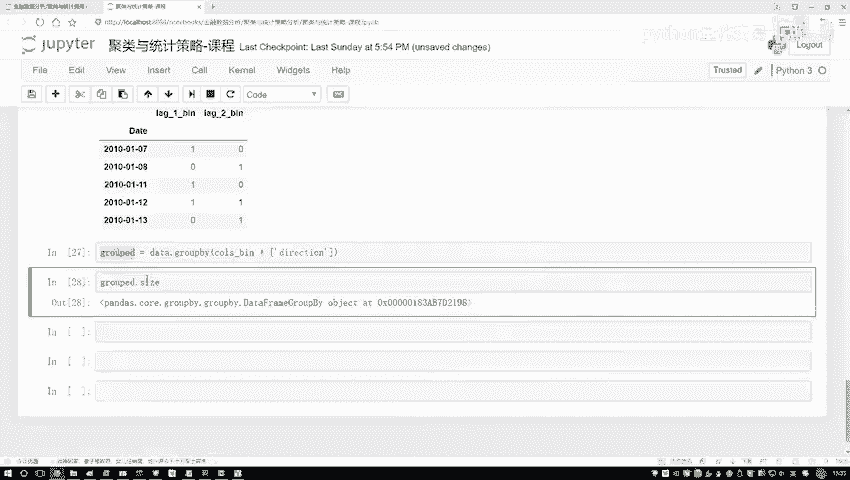 http://localhost:8888/notebooks/
jupyter 聚类与统计策略-课程 Last Checkpoint: Last Sunday at 5:54 PM (unsaved changes)
Logout
File Edit View Insert Cell Kernel Widgets Help
Trusted Python 3
Code
lag_1_bin lag_2_bin
Date
2010-01-07 1 0
2010-01-08 0 1
2010-01-11 1 0
2010-01-12 1 1
2010-01-13 0 1
In [27]: grouped = data.groupby(cols_bin + ['direction'])
In [28]: grouped.size
Out[28]: <pandas.core.groupby.groupby.DataFrameGroupBy object at 0x00000183AB7D2198>
In [ ]:
In [ ]:
In [ ]: